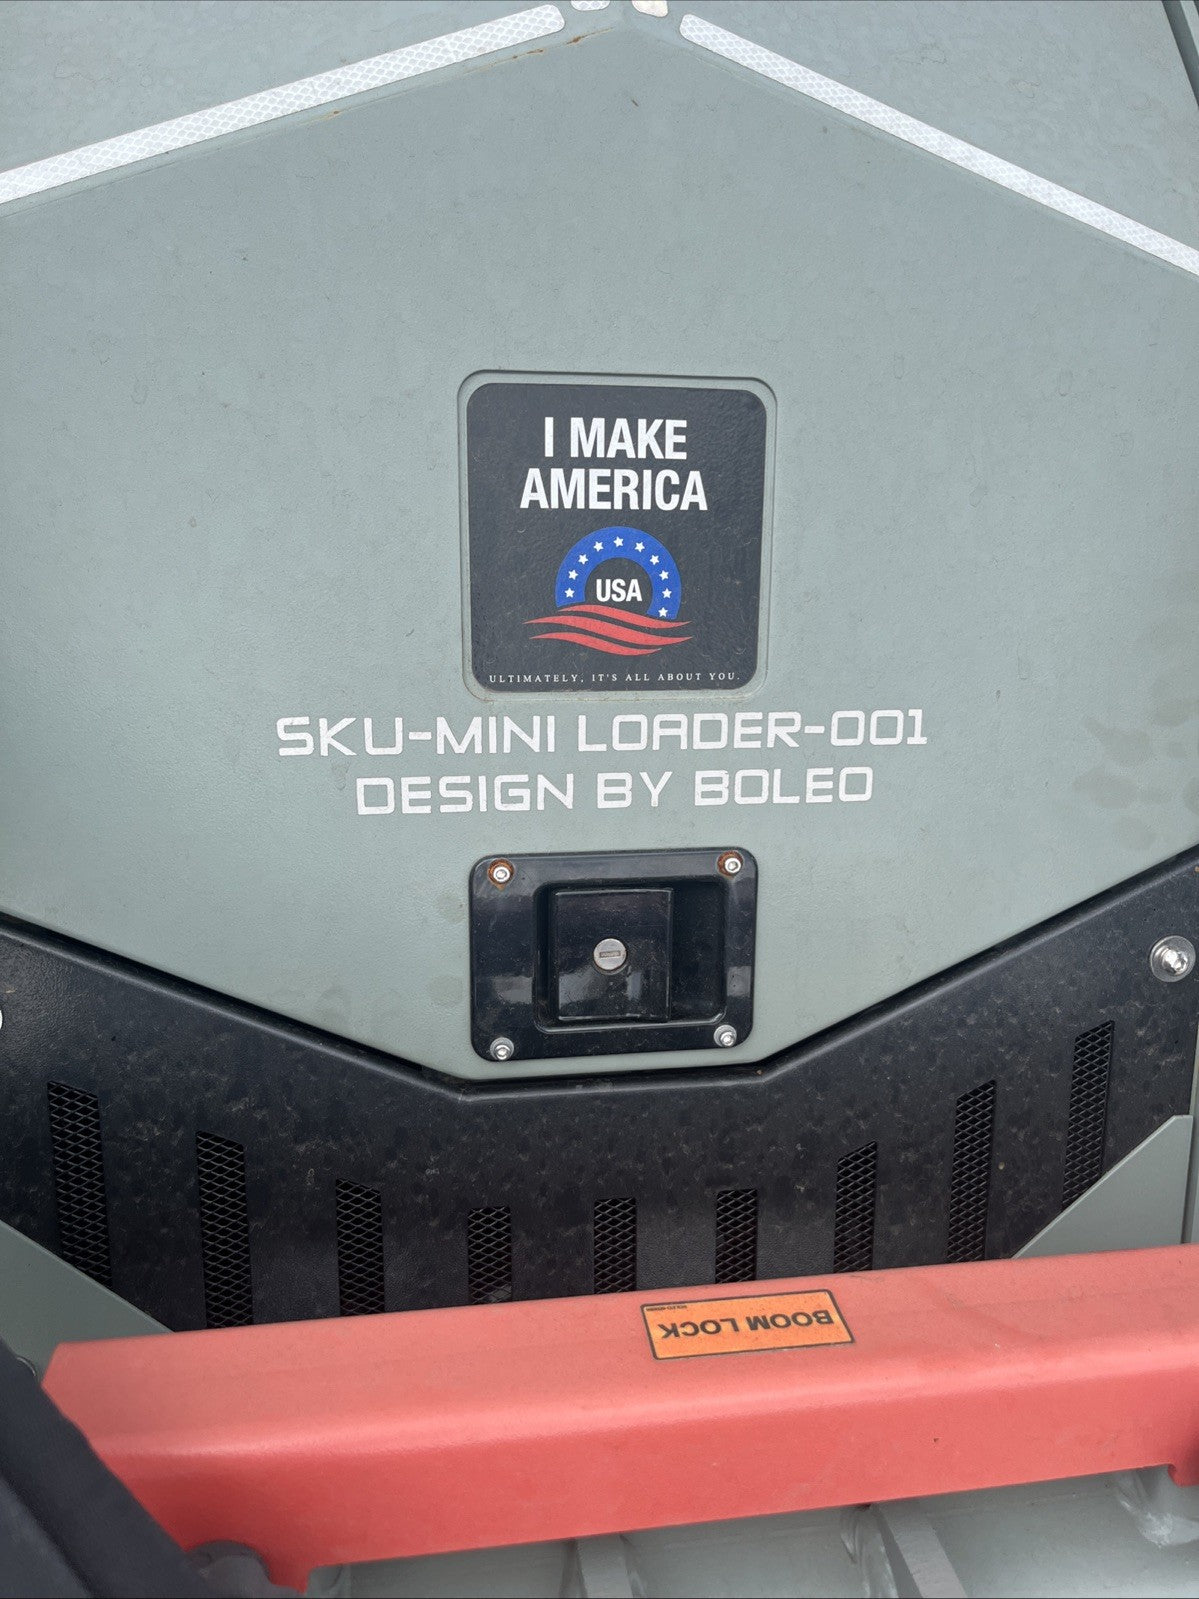 I MAKE
AMERICA
USA
ULTIMATELY, IT'S ALL ABOUT YOU.
SKU-MINI LOADER-001
DESIGN BY BOLEO
BOOM LOCK